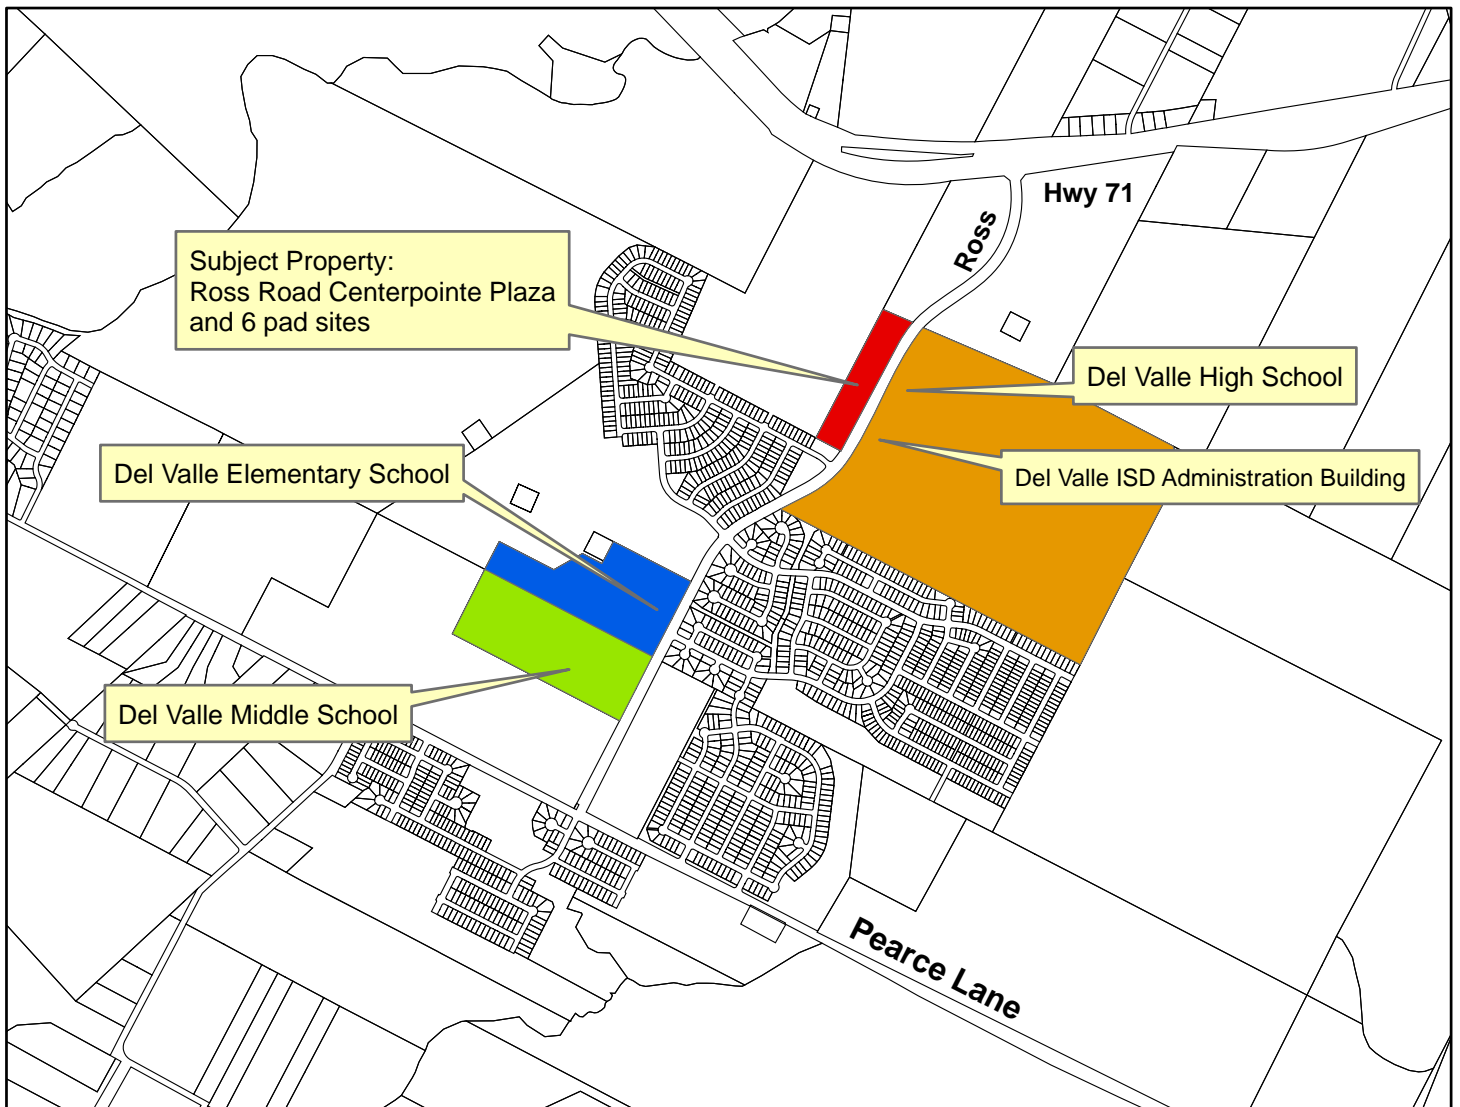 Hwy 71
Ross
Subject Property:
Ross Road Centerpointe Plaza
and 6 pad sites
Del Valle High School
Del Valle Elementary School
Del Valle ISD Administration Building
Del Valle Middle School
Pearce Lane